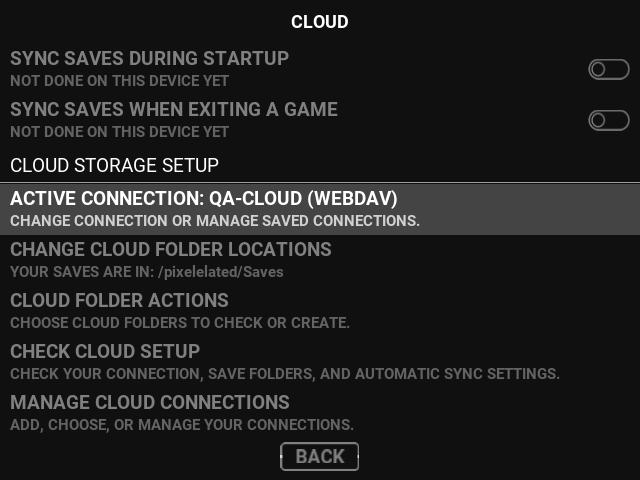 CLOUD
SYNC SAVES DURING STARTUP
NOT DONE ON THIS DEVICE YET
SYNC SAVES WHEN EXITING A GAME
NOT DONE ON THIS DEVICE YET
CLOUD STORAGE SETUP
ACTIVE CONNECTION: QA-CLOUD (WEBDAV)
CHANGE CONNECTION OR MANAGE SAVED CONNECTIONS.
CHANGE CLOUD FOLDER LOCATIONS
YOUR SAVES ARE IN: /pixelelated/Saves
CLOUD FOLDER ACTIONS
CHOOSE CLOUD FOLDERS TO CHECK OR CREATE.
CHECK CLOUD SETUP
CHECK YOUR CONNECTION, SAVE FOLDERS, AND AUTOMATIC SYNC SETTINGS.
MANAGE CLOUD CONNECTIONS
ADD, CHOOSE, OR MANAGE YOUR CONNECTIONS.
BACK